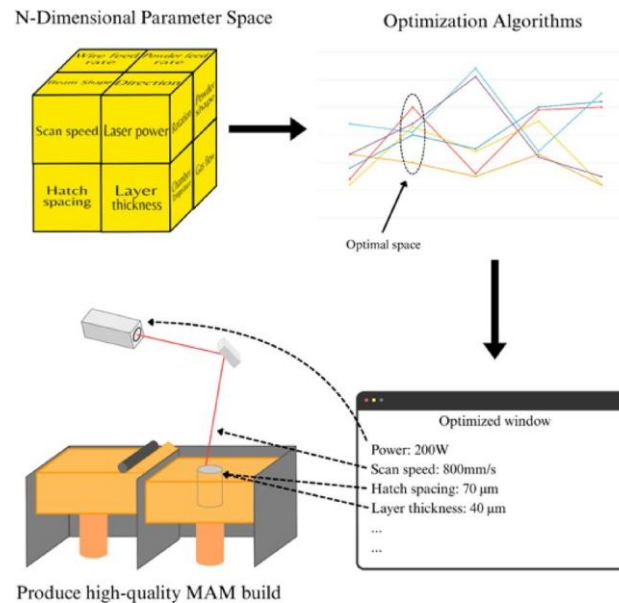 N-Dimensional Parameter Space
Optimization Algorithms
Wire feed
rate
Powder feed
rate
Beam Shape
Direction
Scan speed
Laser power
Rotation
Powder
shape
Hatch
spacing
Layer
thickness
Chamber
Temperature
Gas flow
Optimal space
Optimized window
Power: 200W
Scan speed: 800mm/s
Hatch spacing: 70 μm
Layer thickness: 40 μm
...
...
Produce high-quality MAM build